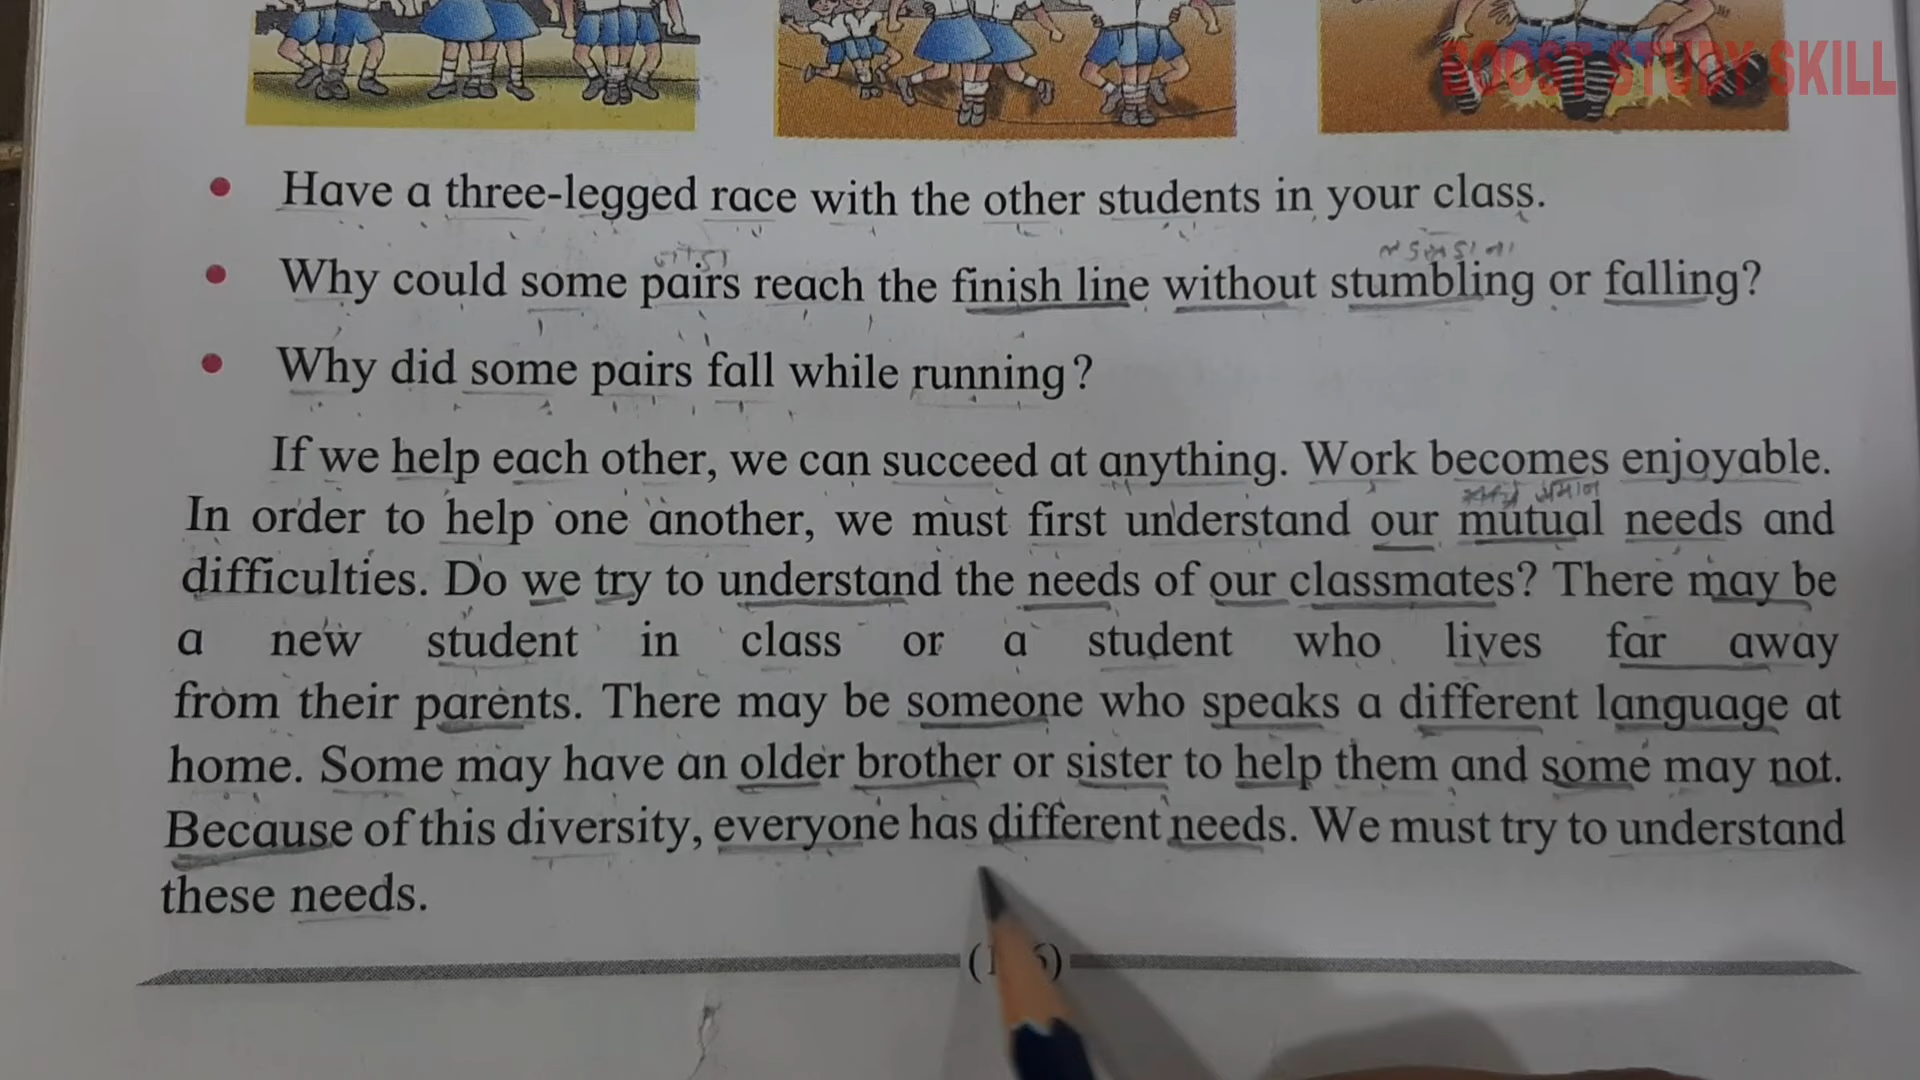 BOOST STUDY SKILL
• Have a three-legged race with the other students in your class.
• Why could some pairs reach the finish line without stumbling or falling?
• Why did some pairs fall while running?
If we help each other, we can succeed at anything. Work becomes enjoyable.
In order to help one another, we must first understand our mutual needs and
difficulties. Do we try to understand the needs of our classmates? There may be
a new student in class or a student who lives far away
from their parents. There may be someone who speaks a different language at
home. Some may have an older brother or sister to help them and some may not.
Because of this diversity, everyone has different needs. We must try to understand
these needs.